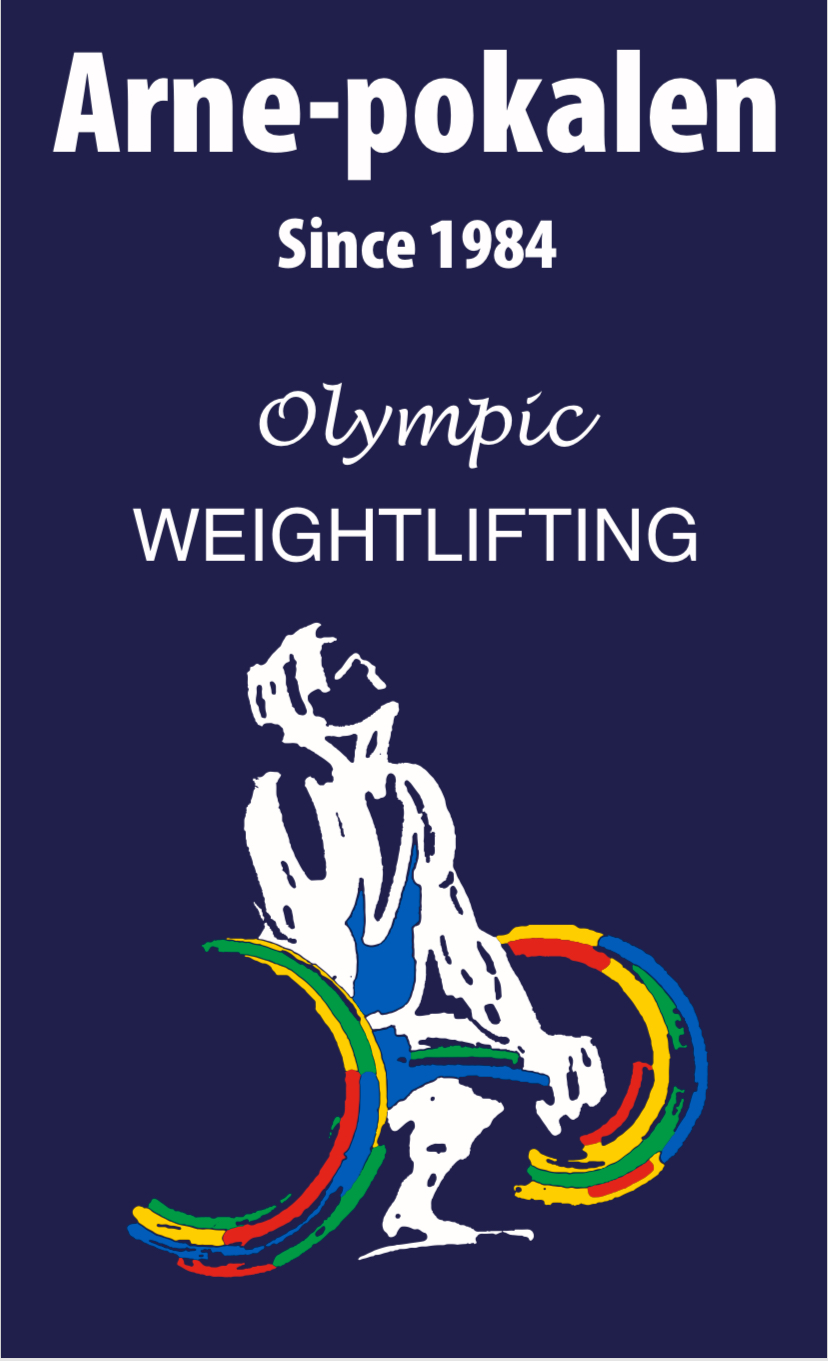 Arne-pokalen
Since 1984
Olympic
WEIGHTLIFTING